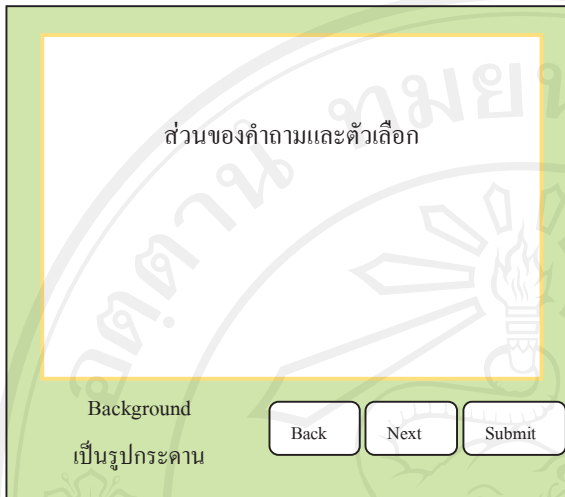 ส่วนของคำถามและตัวเลือก
Background
เป็นรูปกระดาน
Back
Next
Submit